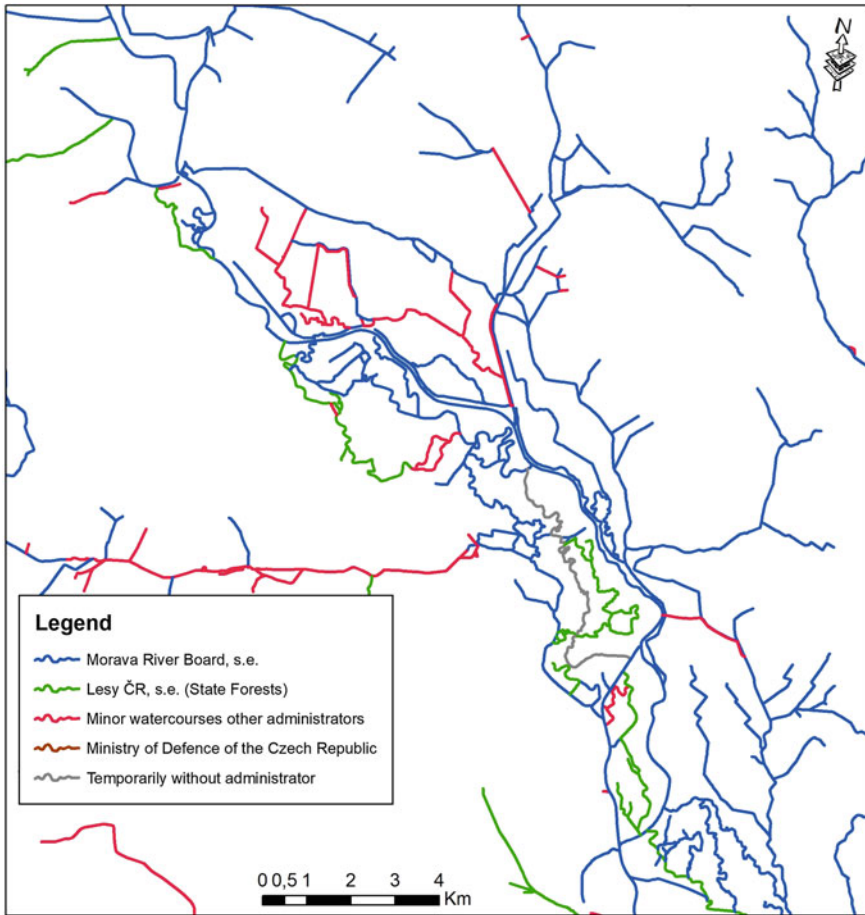 N
Legend
Morava River Board, s.e.
Lesy ČR, s.e. (State Forests)
Minor watercourses other administrators
Ministry of Defence of the Czech Republic
Temporarily without administrator
0 0,5 1 2 3 4
Km